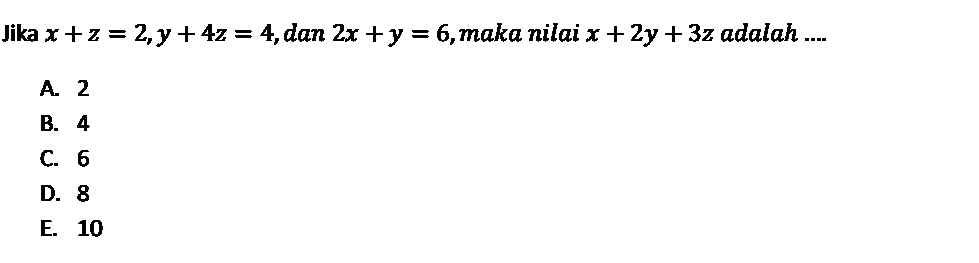 Jika x + z = 2, y + 4z = 4, dan 2x + y = 6, maka nilai x + 2y + 3z adalah ....
A. 2
B. 4
C. 6
D. 8
E. 10